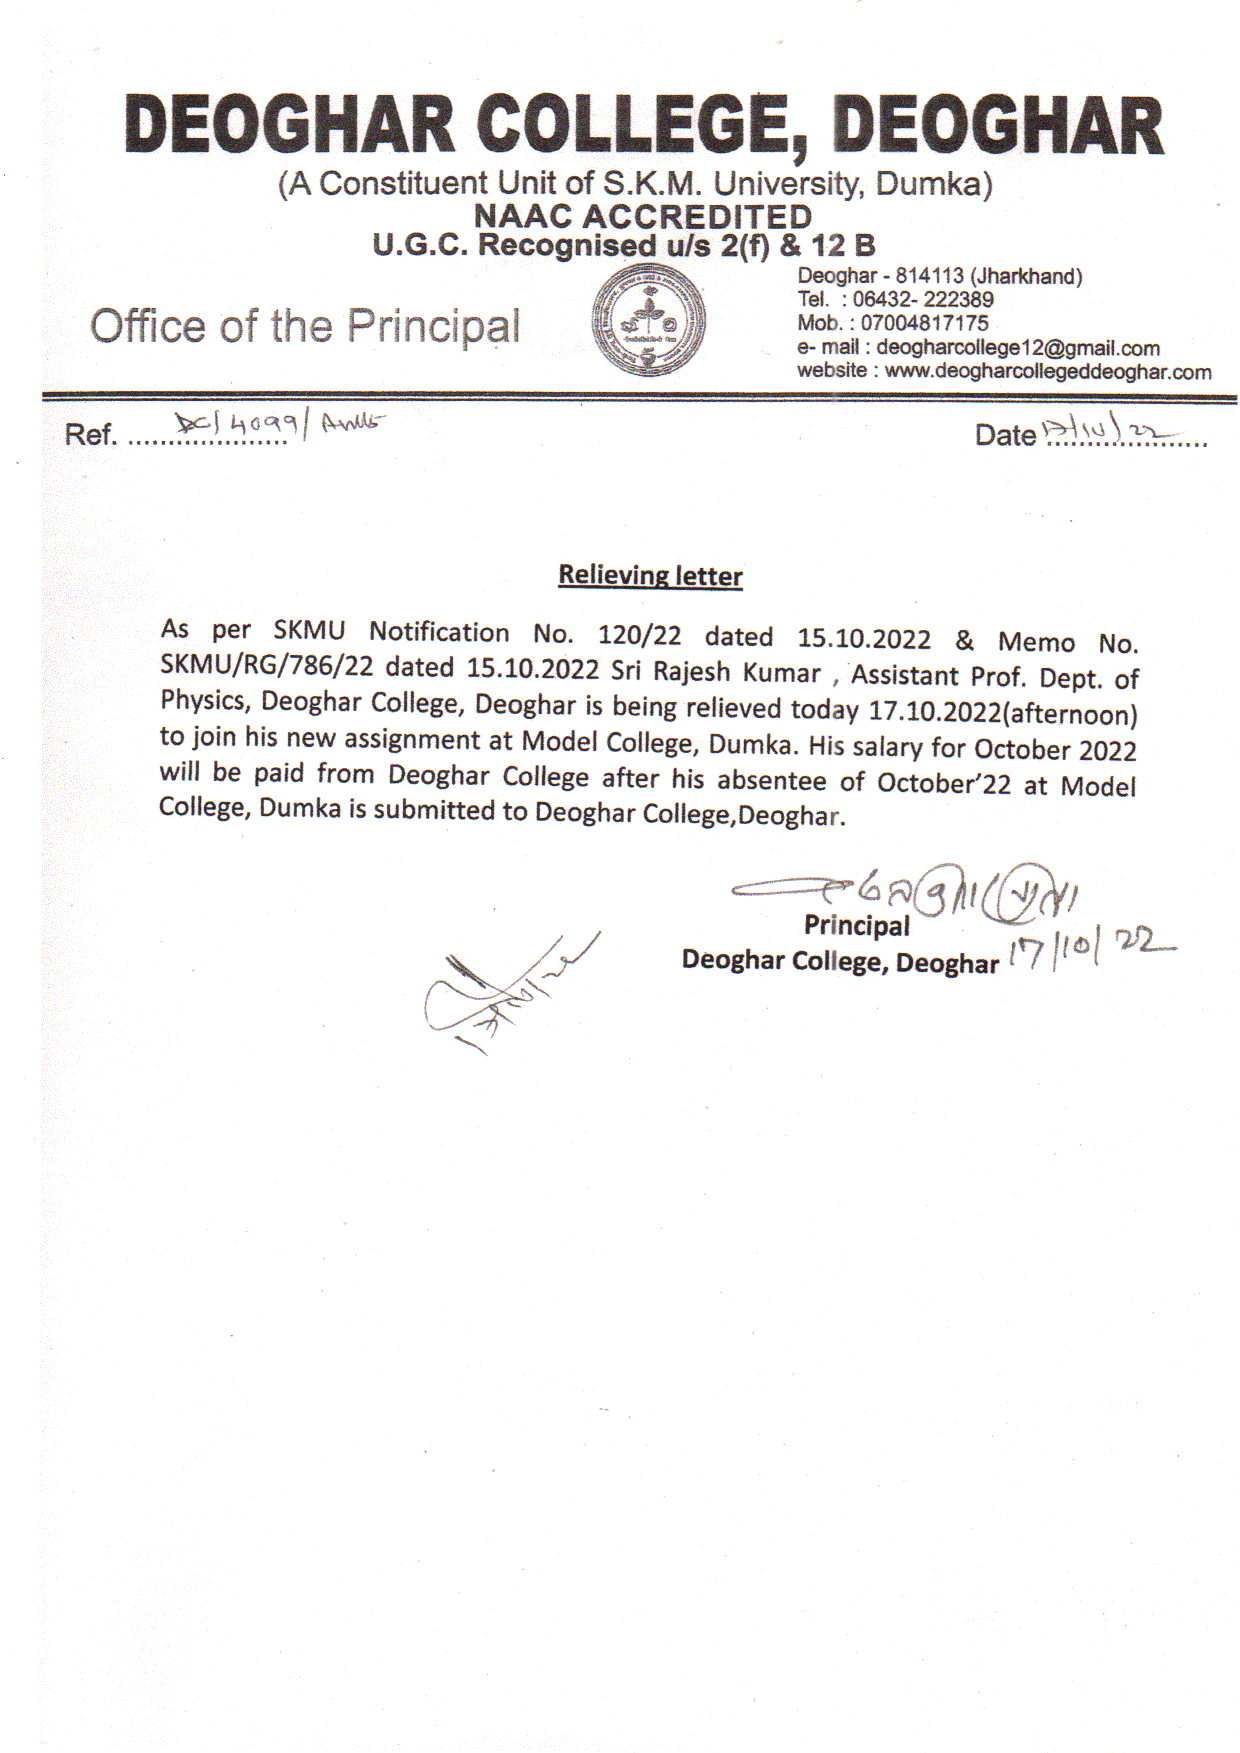 DEOGHAR COLLEGE, DEOGHAR
(A Constituent Unit of S.K.M. University, Dumka)
NAAC ACCREDITED
U.G.C. Recognised u/s 2(f) & 12 B
Office of the Principal
Deoghar - 814113 (Jharkhand)
Tel. : 06432- 222389
Mob. : 07004817175
e- mail : deogharcollege12@gmail.com
website : www.deogharcollegeddeoghar.com
Ref. DC/4099/
Date 17/10/22
Relieving letter
As per SKMU Notification No. 120/22 dated 15.10.2022 & Memo No.
SKMU/RG/786/22 dated 15.10.2022 Sri Rajesh Kumar , Assistant Prof. Dept. of
Physics, Deoghar College, Deoghar is being relieved today 17.10.2022(afternoon)
to join his new assignment at Model College, Dumka. His salary for October 2022
will be paid from Deoghar College after his absentee of October'22 at Model
College, Dumka is submitted to Deoghar College,Deoghar.
Principal
Deoghar College, Deoghar 17/10/22
17/10/22